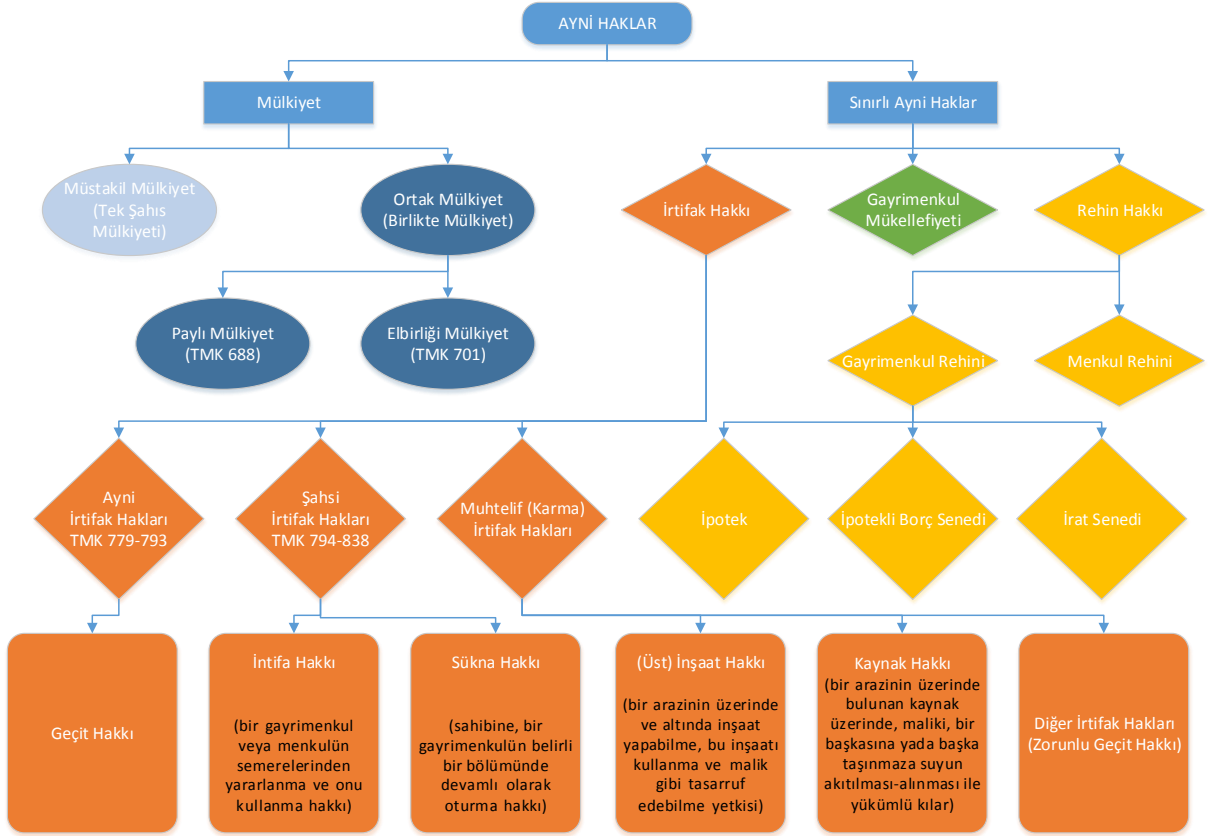 AYNİ HAKLAR
Mülkiyet
Sınırlı Ayni Haklar
Müstakil Mülkiyet
(Tek Şahıs
Mülkiyeti)
Ortak Mülkiyet
(Birlikte Mülkiyet)
İrtifak Hakkı
Gayrimenkul
Mükellefiyeti
Rehin Hakkı
Paylı Mülkiyet
(TMK 688)
Elbirliği Mülkiyet
(TMK 701)
Gayrimenkul Rehini
Menkul Rehini
Ayni
İrtifak Hakları
TMK 779-793
Şahsi
İrtifak Hakları
TMK 794-838
Muhtelif (Karma)
İrtifak Hakları
İpotek
İpotekli Borç Senedi
İrat Senedi
Geçit Hakkı
İntifa Hakkı
(bir gayrimenkul
veya menkulün
semerelerinden
yararlanma ve onu
kullanma hakkı)
Sükna Hakkı
(sahibine, bir
gayrimenkulün belirli
bir bölümünde
devamlı olarak
oturma hakkı)
(Üst) İnşaat Hakkı
(bir arazinin üzerinde
ve altında inşaat
yapabilme, bu inşaatı
kullanma ve malik
gibi tasarruf
edebilme yetkisi)
Kaynak Hakkı
(bir arazinin üzerinde
bulunan kaynak
üzerinde, maliki, bir
başkasına yada başka
taşınmaza suyun
akıtılması-alınması ile
yükümlü kılar)
Diğer İrtifak Hakları
(Zorunlu Geçit Hakkı)